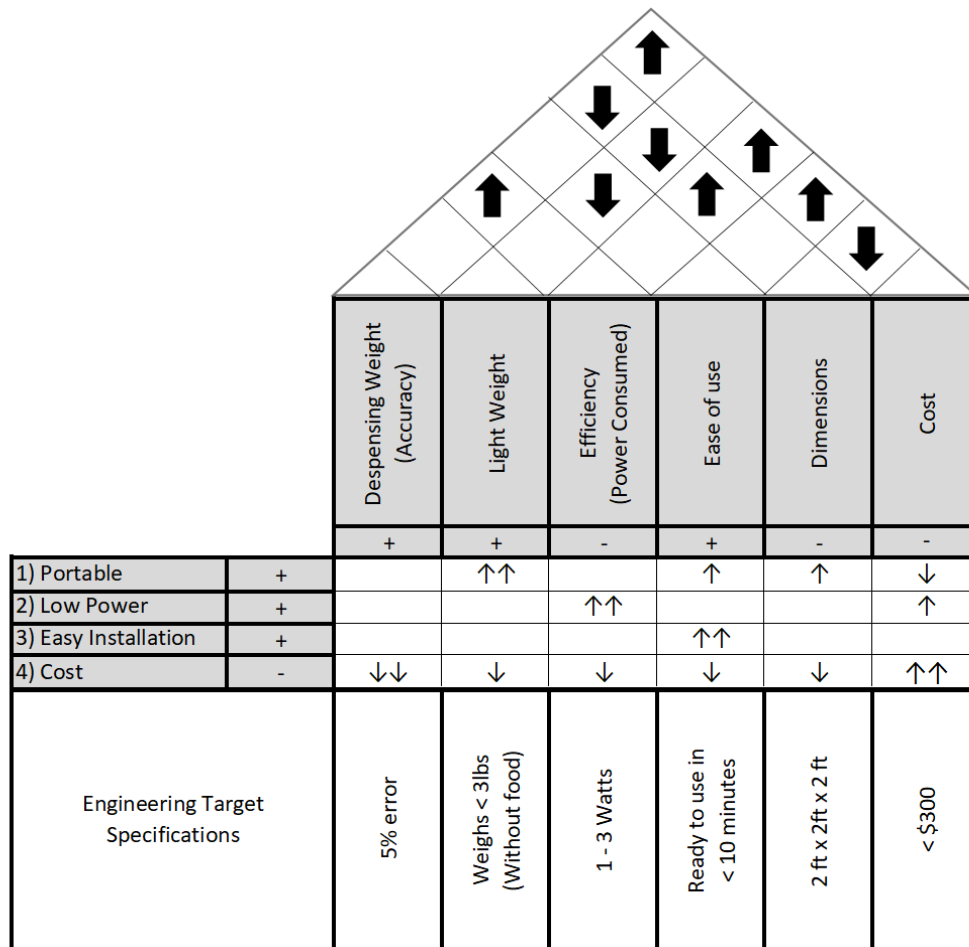 Despensing Weight
(Accuracy)
Light Weight
Efficiency
(Power Consumed)
Ease of use
Dimensions
Cost
+ + - + - -
1) Portable + ↑↑ ↑ ↑ ↓
2) Low Power + ↑↑ ↑
3) Easy Installation + ↑↑
4) Cost - ↓↓ ↓ ↓ ↓ ↓ ↑↑
Engineering Target
Specifications
5% error
Weighs < 3lbs
(Without food)
1 - 3 Watts
Ready to use in
< 10 minutes
2 ft x 2ft x 2 ft
< $300